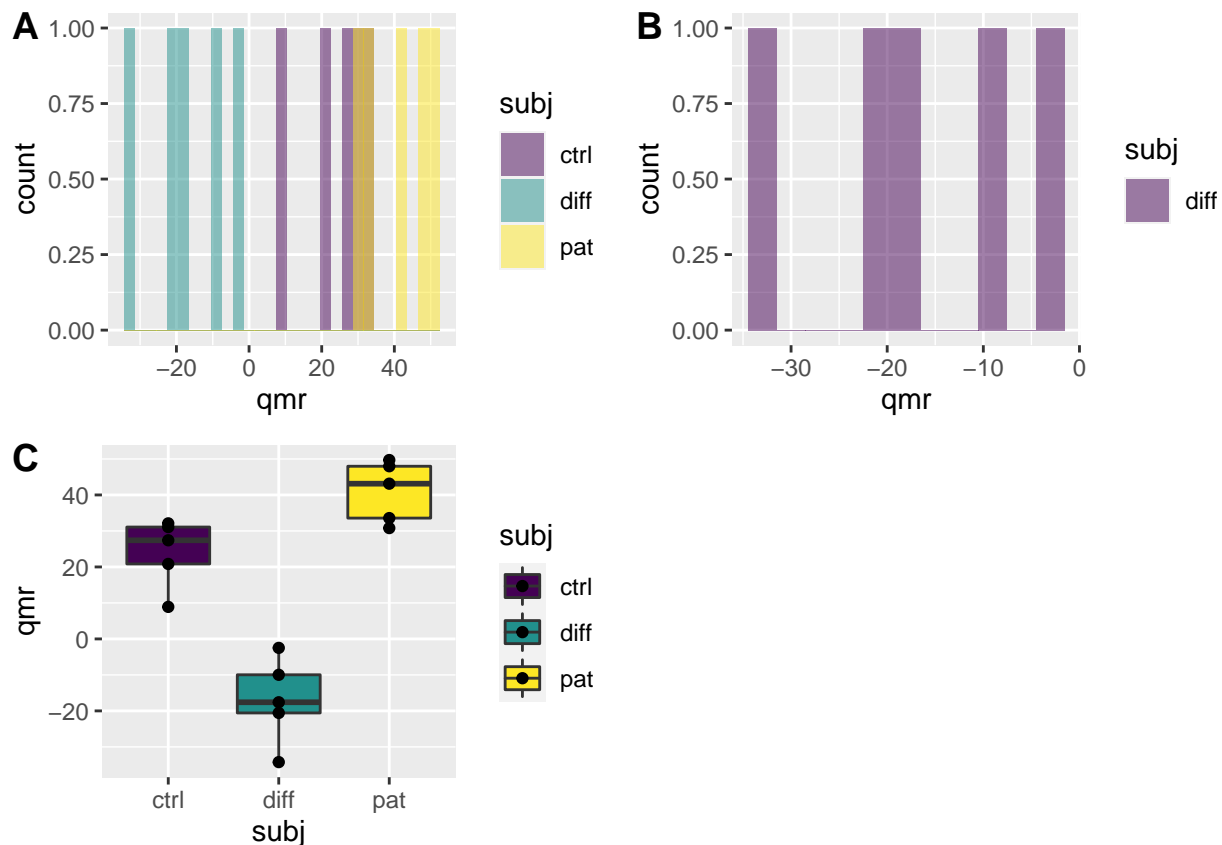 A
count
1.00
0.75
0.50
0.25
0.00
−20 0 20 40
qmr
subj
ctrl
diff
pat
B
count
1.00
0.75
0.50
0.25
0.00
−30 −20 −10 0
qmr
subj
diff
C
qmr
40
20
0
−20
ctrl diff pat
subj
subj
ctrl
diff
pat